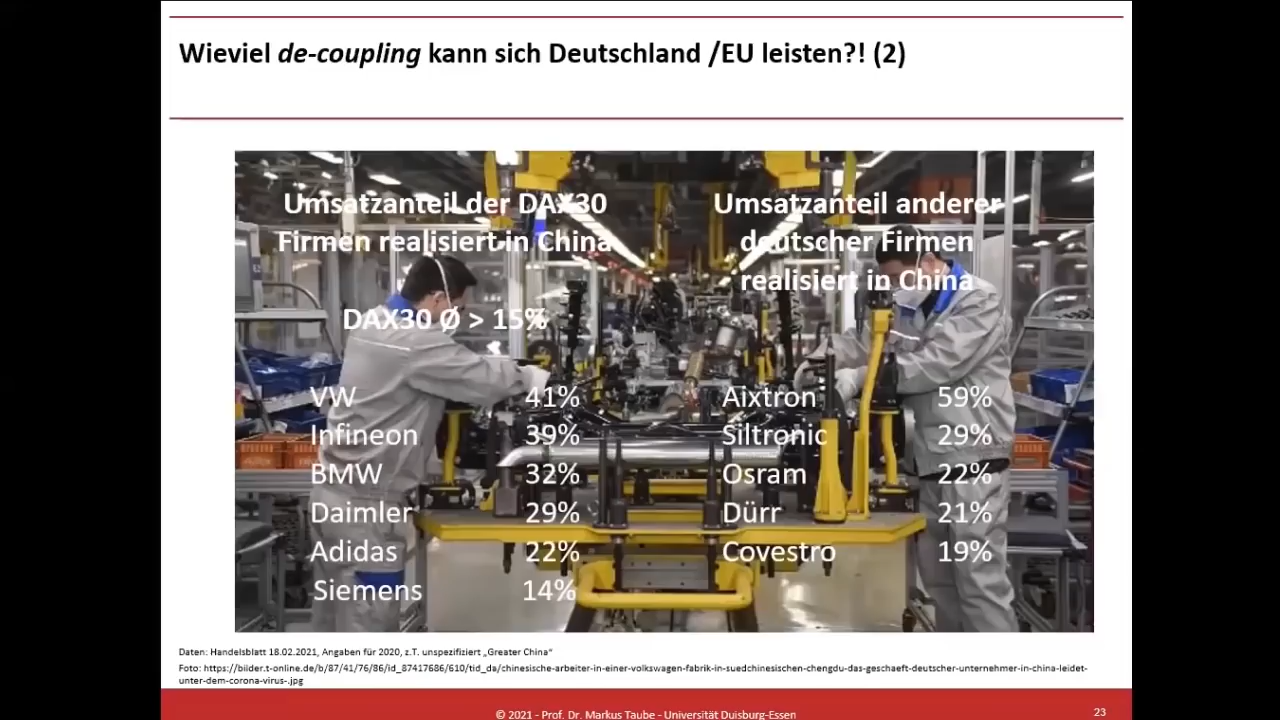 Wieviel de-coupling kann sich Deutschland /EU leisten?! (2)
Umsatzanteil der DAX30
Firmen realisiert in China
DAX30 Ø > 15%
VW 41%
Infineon 39%
BMW 32%
Daimler 29%
Adidas 22%
Siemens 14%
Umsatzanteil anderer
deutscher Firmen
realisiert in China
Aixtron 59%
Siltronic 29%
Osram 22%
Dürr 21%
Covestro 19%
Daten: Handelsblatt 18.02.2021, Angaben für 2020, z.T. unspezifiziert „Greater China“
Foto: https://biider.t-online.de/b/87/41/76/86/id_87417686/610/tid_da/chinesische-arbeiter-in-einer-volkswagen-fabrik-in-suedchinesischen-chengdu-das-geschaeft-deutscher-unternehmer-in-china-leidet-
unter-dem-corona-virus-.jpg
© 2021 - Prof. Dr. Markus Taube - Universität Duisburg-Essen
23